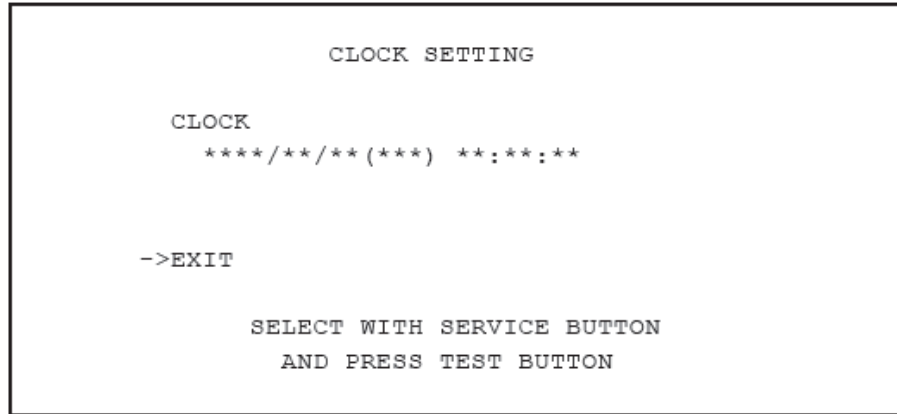 CLOCK SETTING
CLOCK
****/**/**(***) **:**:**
->EXIT
SELECT WITH SERVICE BUTTON
AND PRESS TEST BUTTON